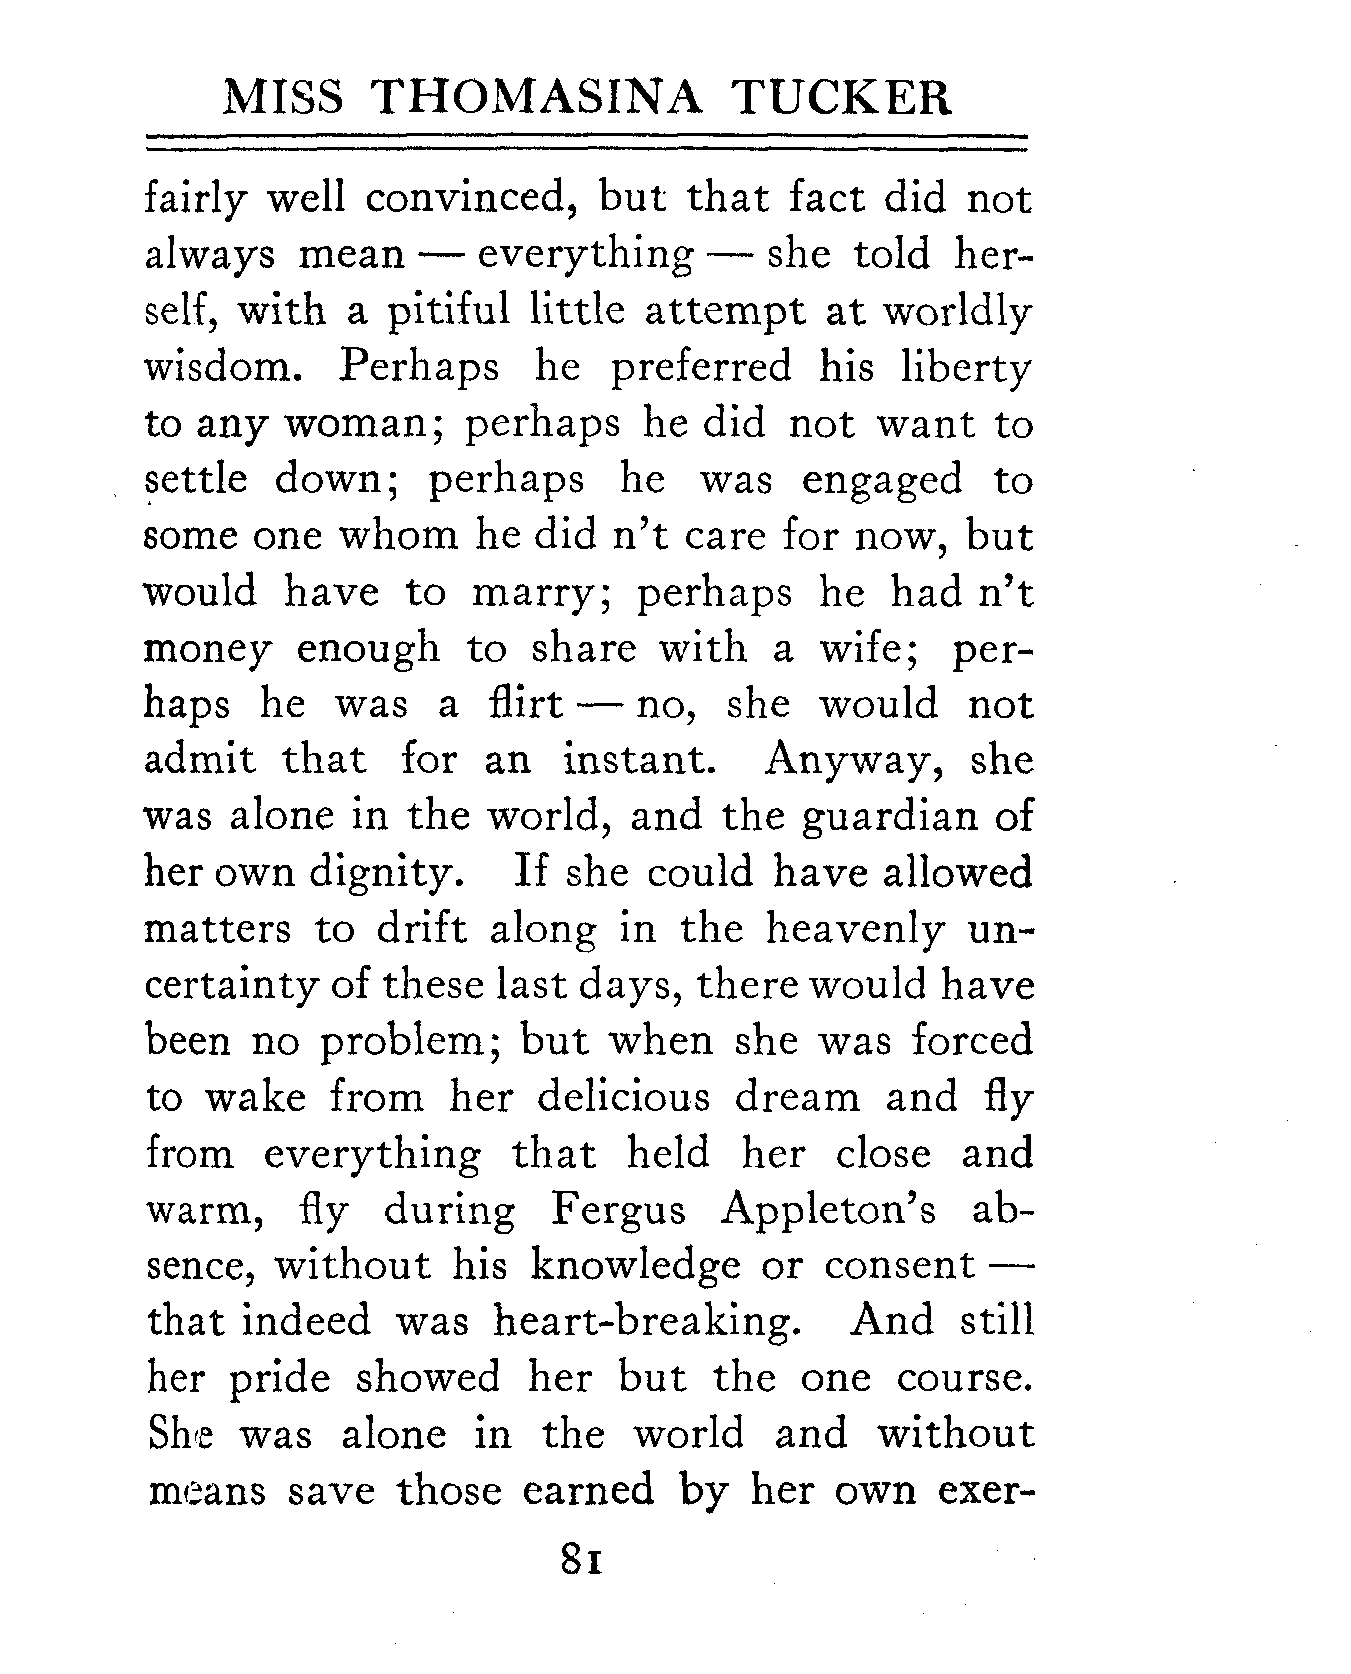 MISS THOMASINA TUCKER
fairly well convinced, but that fact did not
always mean — everything — she told her-
self, with a pitiful little attempt at worldly
wisdom. Perhaps he preferred his liberty
to any woman; perhaps he did not want to
settle down; perhaps he was engaged to
some one whom he did n't care for now, but
would have to marry; perhaps he had n't
money enough to share with a wife; per-
haps he was a flirt — no, she would not
admit that for an instant. Anyway, she
was alone in the world, and the guardian of
her own dignity. If she could have allowed
matters to drift along in the heavenly un-
certainty of these last days, there would have
been no problem; but when she was forced
to wake from her delicious dream and fly
from everything that held her close and
warm, fly during Fergus Appleton's ab-
sence, without his knowledge or consent —
that indeed was heart-breaking. And still
her pride showed her but the one course.
She was alone in the world and without
means save those earned by her own exer-
81